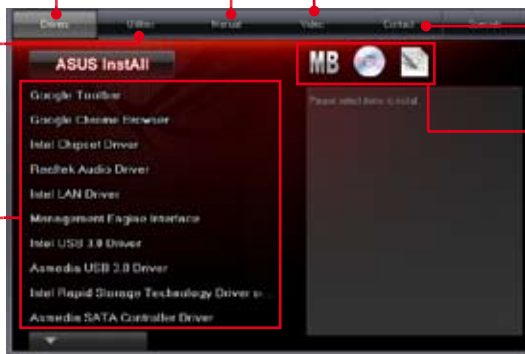 Drivers Utilities Manual Video Contact Specials
ASUS InstAll
MB
Google Toolbar
Please select items to install.
Google Chrome Browser
Intel Chipset Driver
Realtek Audio Driver
Intel LAN Driver
Management Engine Interface
Intel USB 3.0 Driver
Asmedia USB 3.0 Driver
Intel Rapid Storage Technology Driver s...
Asmedia SATA Controller Driver